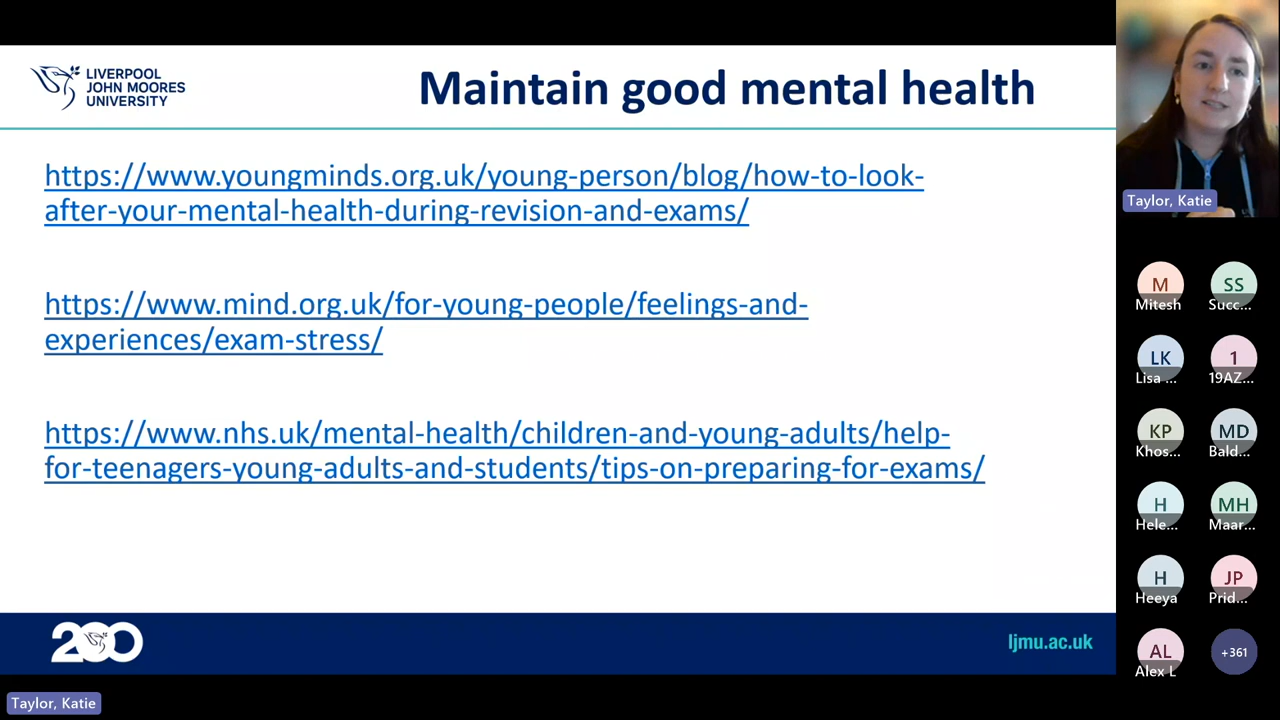 LIVERPOOL
JOHN MOORES
UNIVERSITY
Maintain good mental health
https://www.youngminds.org.uk/young-person/blog/how-to-look-
after-your-mental-health-during-revision-and-exams/
https://www.mind.org.uk/for-young-people/feelings-and-
experiences/exam-stress/
https://www.nhs.uk/mental-health/children-and-young-adults/help-
for-teenagers-young-adults-and-students/tips-on-preparing-for-exams/
200
ljmu.ac.uk
Taylor, Katie
Taylor, Katie
M
Mitesh
SS
Succ...
LK
Lisa ...
1
19AZ...
KP
Khos...
MD
Bald...
H
Hele...
MH
Maar...
H
Heeya
JP
Prid...
AL
Alex L
+361